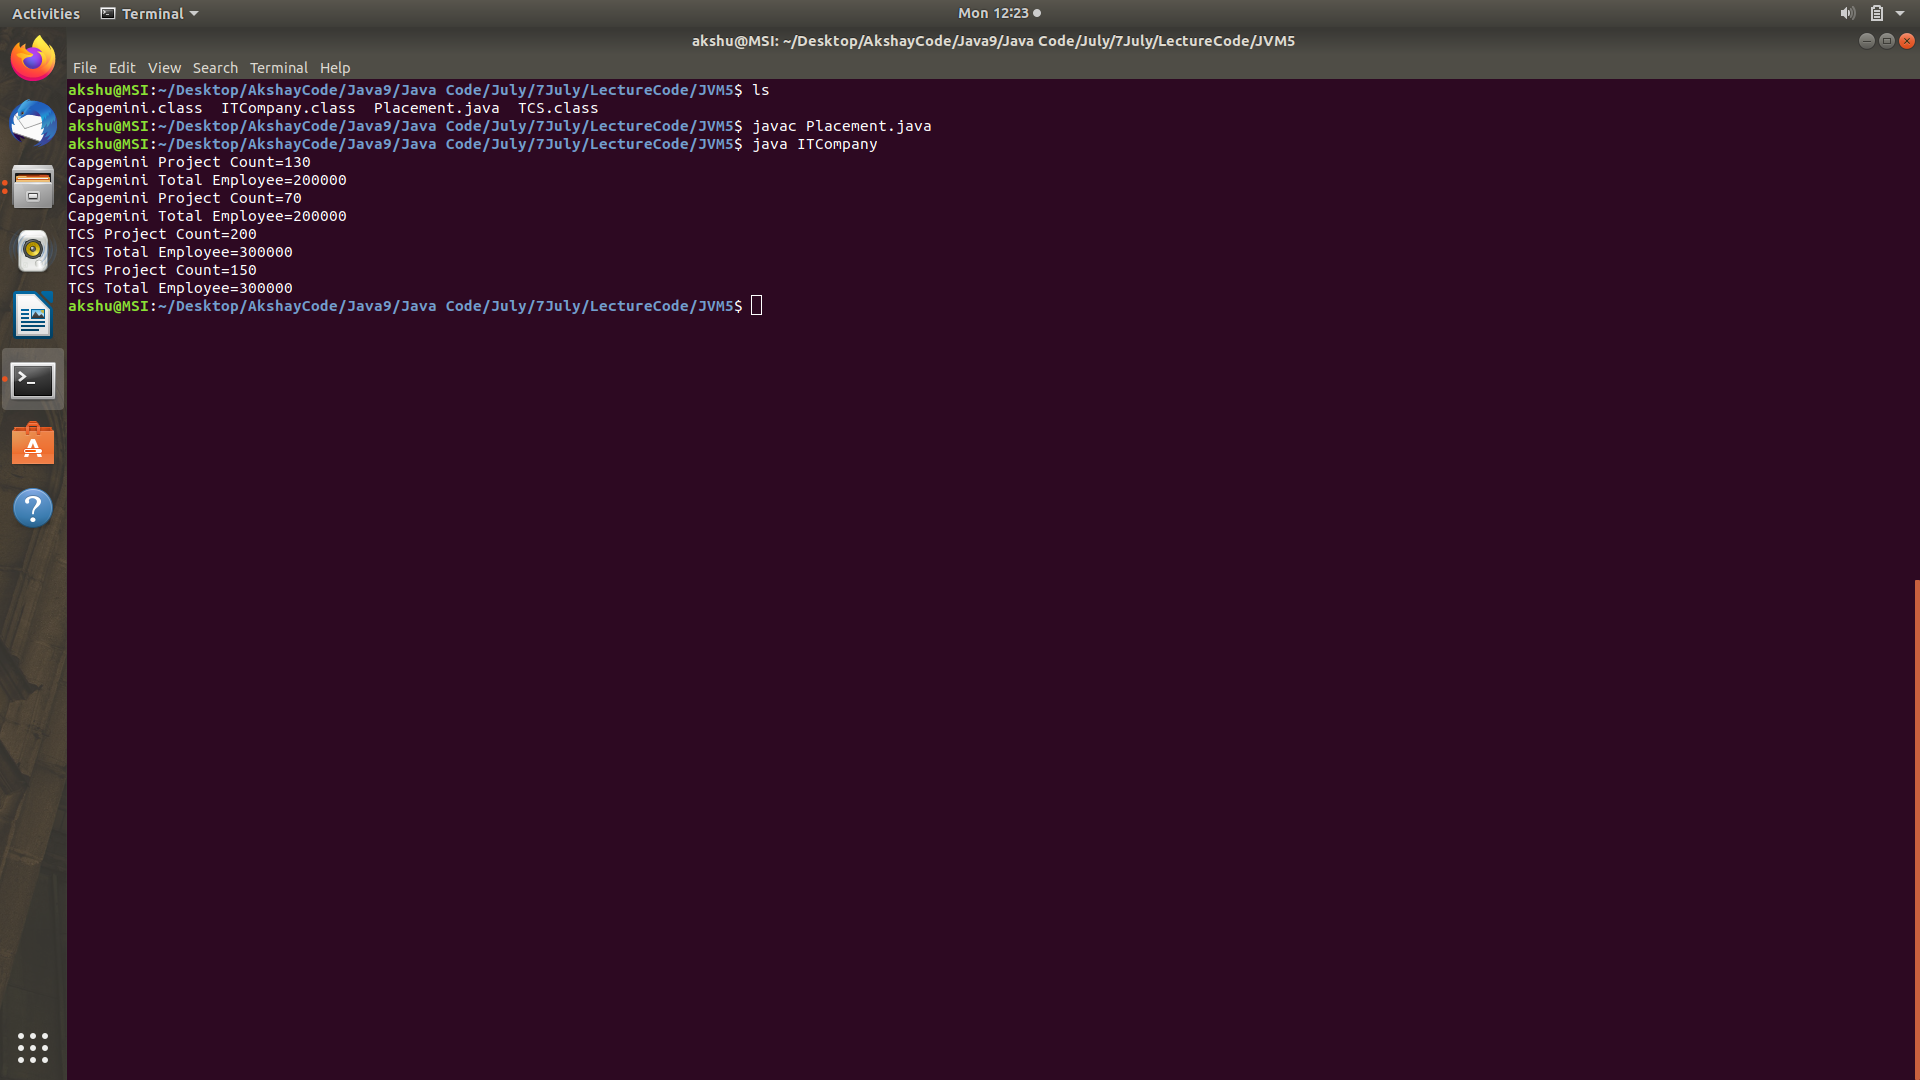 Activities Terminal Mon 12:23
akshu@MSI: ~/Desktop/AkshayCode/Java9/Java Code/July/7July/LectureCode/JVM5
File Edit View Search Terminal Help
akshu@MSI:~/Desktop/AkshayCode/Java9/Java Code/July/7July/LectureCode/JVM5$ ls
Capgemini.class  ITCompany.class  Placement.java  TCS.class
akshu@MSI:~/Desktop/AkshayCode/Java9/Java Code/July/7July/LectureCode/JVM5$ javac Placement.java
akshu@MSI:~/Desktop/AkshayCode/Java9/Java Code/July/7July/LectureCode/JVM5$ java ITCompany
Capgemini Project Count=130
Capgemini Total Employee=200000
Capgemini Project Count=70
Capgemini Total Employee=200000
TCS Project Count=200
TCS Total Employee=300000
TCS Project Count=150
TCS Total Employee=300000
akshu@MSI:~/Desktop/AkshayCode/Java9/Java Code/July/7July/LectureCode/JVM5$